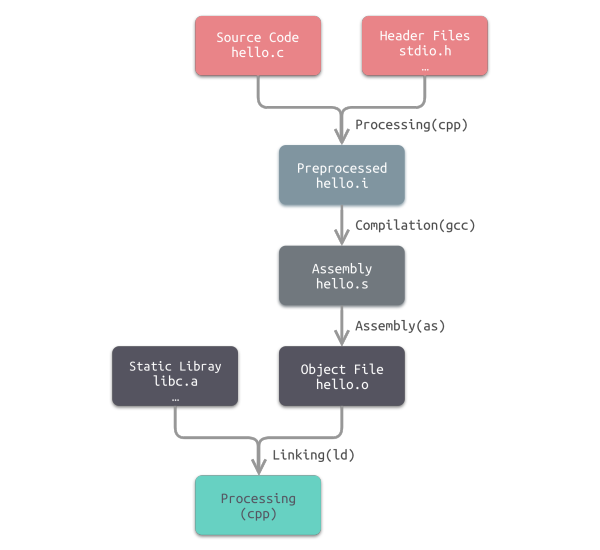 Source Code
hello.c
Header Files
stdio.h
…
Processing(cpp)
Preprocessed
hello.i
Compilation(gcc)
Assembly
hello.s
Assembly(as)
Static Libray
libc.a
…
Object File
hello.o
Linking(ld)
Processing
(cpp)